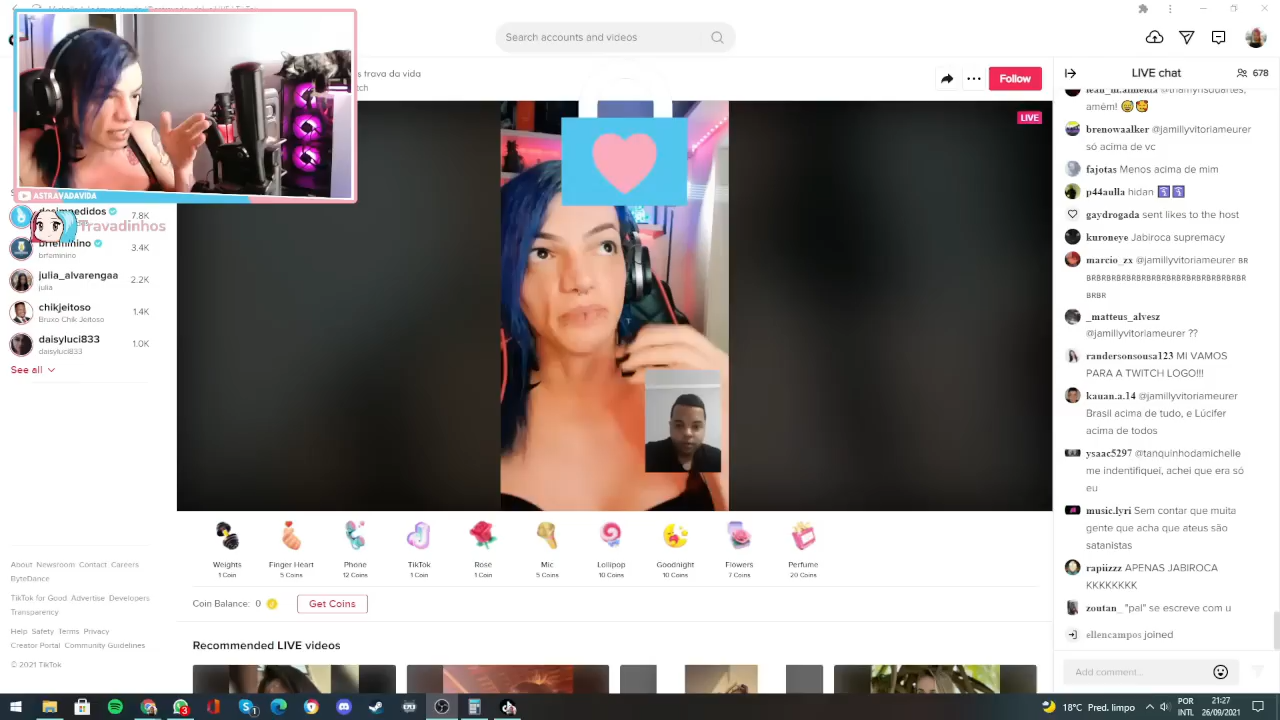 Search accounts and videos
s trava da vida
tch
Follow
LIVE
LIVE chat
678
ASTRAVADAVIDA
Travadinhos
desimpedidos
7.8K
brfeminino
brfeminino
3.4K
julia_alvarengaa
julia
2.2K
chikjeitoso
Bruxo Chik Jeitoso
1.4K
daisyluci833
daisyluci833
1.0K
See all
About Newsroom Contact Careers
ByteDance
TikTok for Good Advertise Developers
Transparency
Help Safety Terms Privacy
Creator Portal Community Guidelines
© 2021 TikTok
Weights
1 Coin
Finger Heart
5 Coins
Phone
12 Coins
TikTok
1 Coin
Rose
1 Coin
Mic
5 Coins
Lollipop
10 Coins
Goodnight
10 Coins
Flowers
7 Coins
Perfume
20 Coins
Coin Balance: 0
Get Coins
Recommended LIVE videos
amém!
brenowaalker @jamillyvitoriameurer
só acima de vc
fajotas Menos acima de mim
p44aulla hidan
gaydrogada sent likes to the host
kuroneye Jabiroca supremacy
marcio_zx @jamillyvitoriameurer BR
BRBRBRBRBRBRBRBRBRBRBRBRBRBRBR
BRBR
_matteus_alvesz
@jamillyvitoriameurer ??
randersonsousa123 MI VAMOS
PARA A TWITCH LOGO!!!
kauan.a.14 @jamillyvitoriameurer
Brasil acima de tudo, e Lúcifer
acima de todos
ysaac5297 @tanquinhodamichelle
me indentifiquei, achei que era só
eu
music.lyri Sem contar que muita
gente que acha que ateus são
satanistas
rapiizzz APENAS JABIROCA
KKKKKKKK
zoutan_ "pal" se escreve com u
ellencampos joined
Add comment...
3
1
18°C Pred. limpo
POR
INTL
21:27
26/09/2021